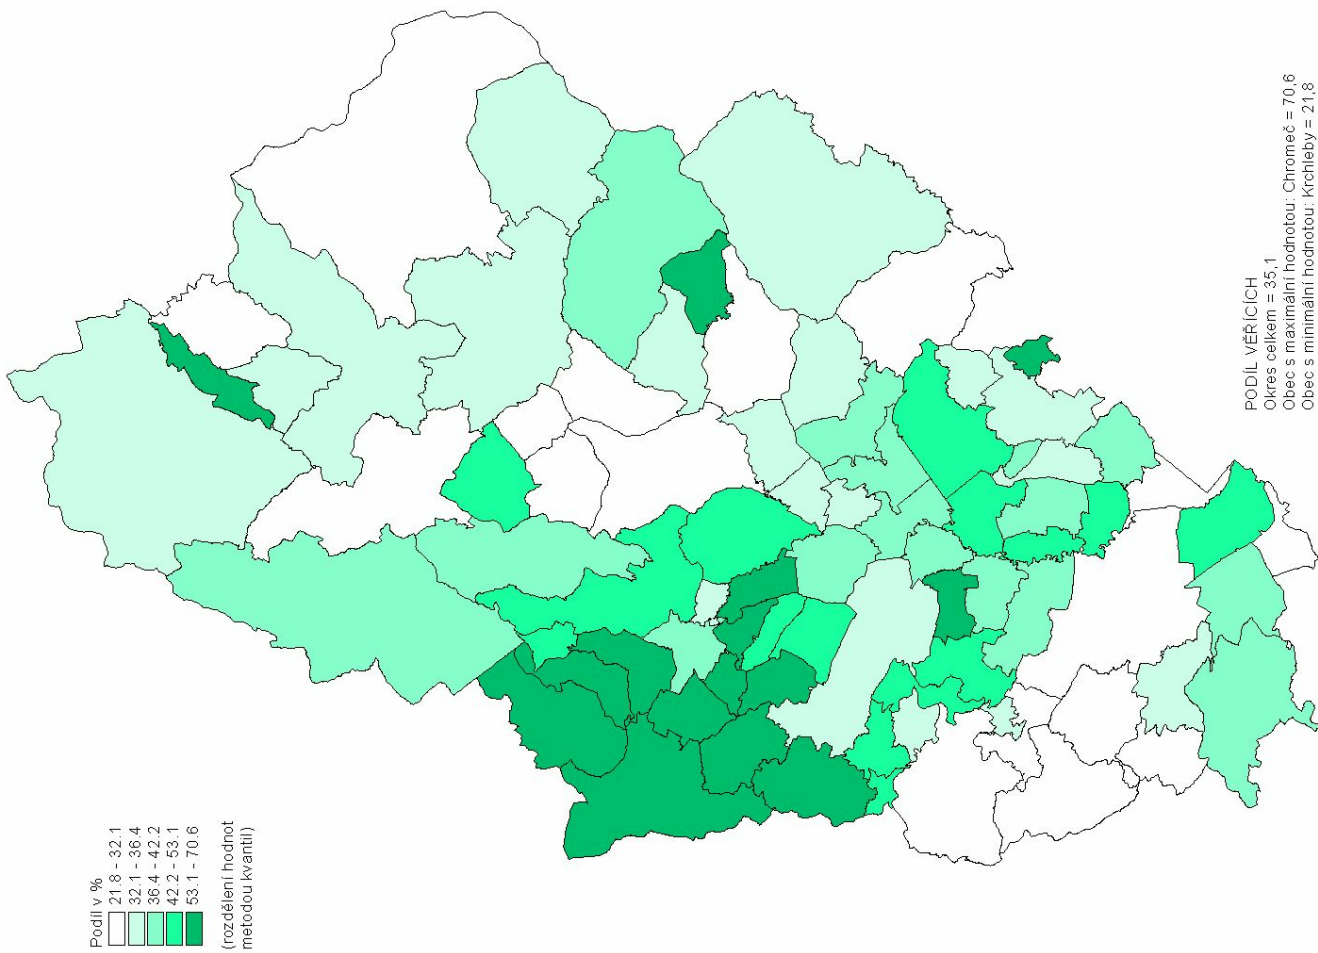 Podíl v %
21.8 - 32.1
32.1 - 36.4
36.4 - 42.2
42.2 - 53.1
53.1 - 70.6
(rozdělení hodnot
metodou kvantil)
PODÍL VĚŘÍCÍCH
Okres celkem = 35,1
Obec s maximální hodnotou: Chromeč = 70,6
Obec s minimální hodnotou: Krchleby = 21,8